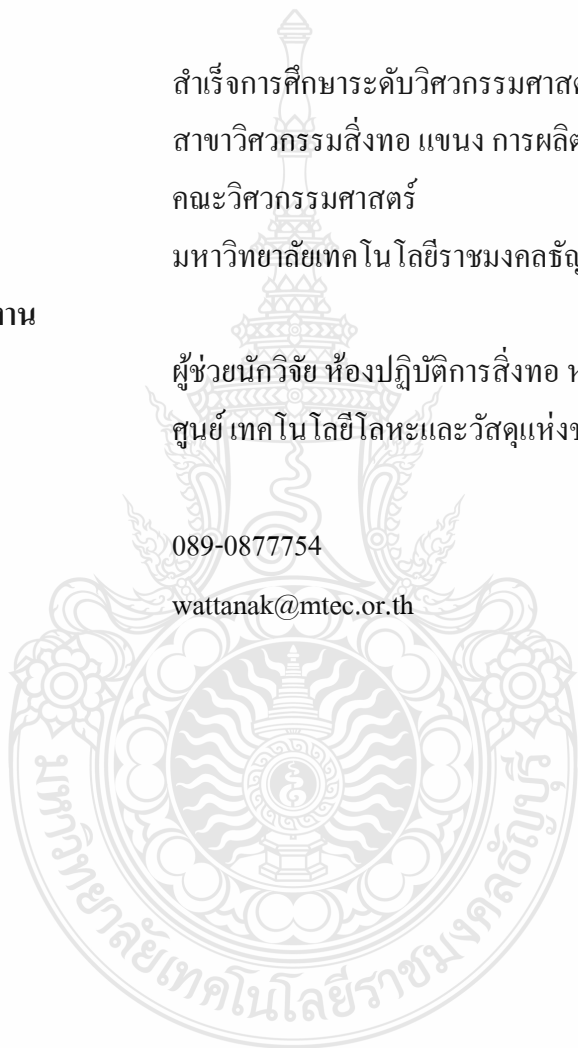 สำเร็จการศึกษาระดับวิศวกรรมศาสต
สาขาวิศวกรรมสิ่งทอ แขนง การผลิต
คณะวิศวกรรมศาสตร์
มหาวิทยาลัยเทคโนโลยีราชมงคลธัญ
ทาน
ผู้ช่วยนักวิจัย ห้องปฏิบัติการสิ่งทอ ห
ศูนย์ เทคโนโลยีโลหะและวัสดุแห่งช
089-0877754
wattanak@mtec.or.th
มหาวิทยาลัยเทคโนโลยีราชมงคลธัญบุรี